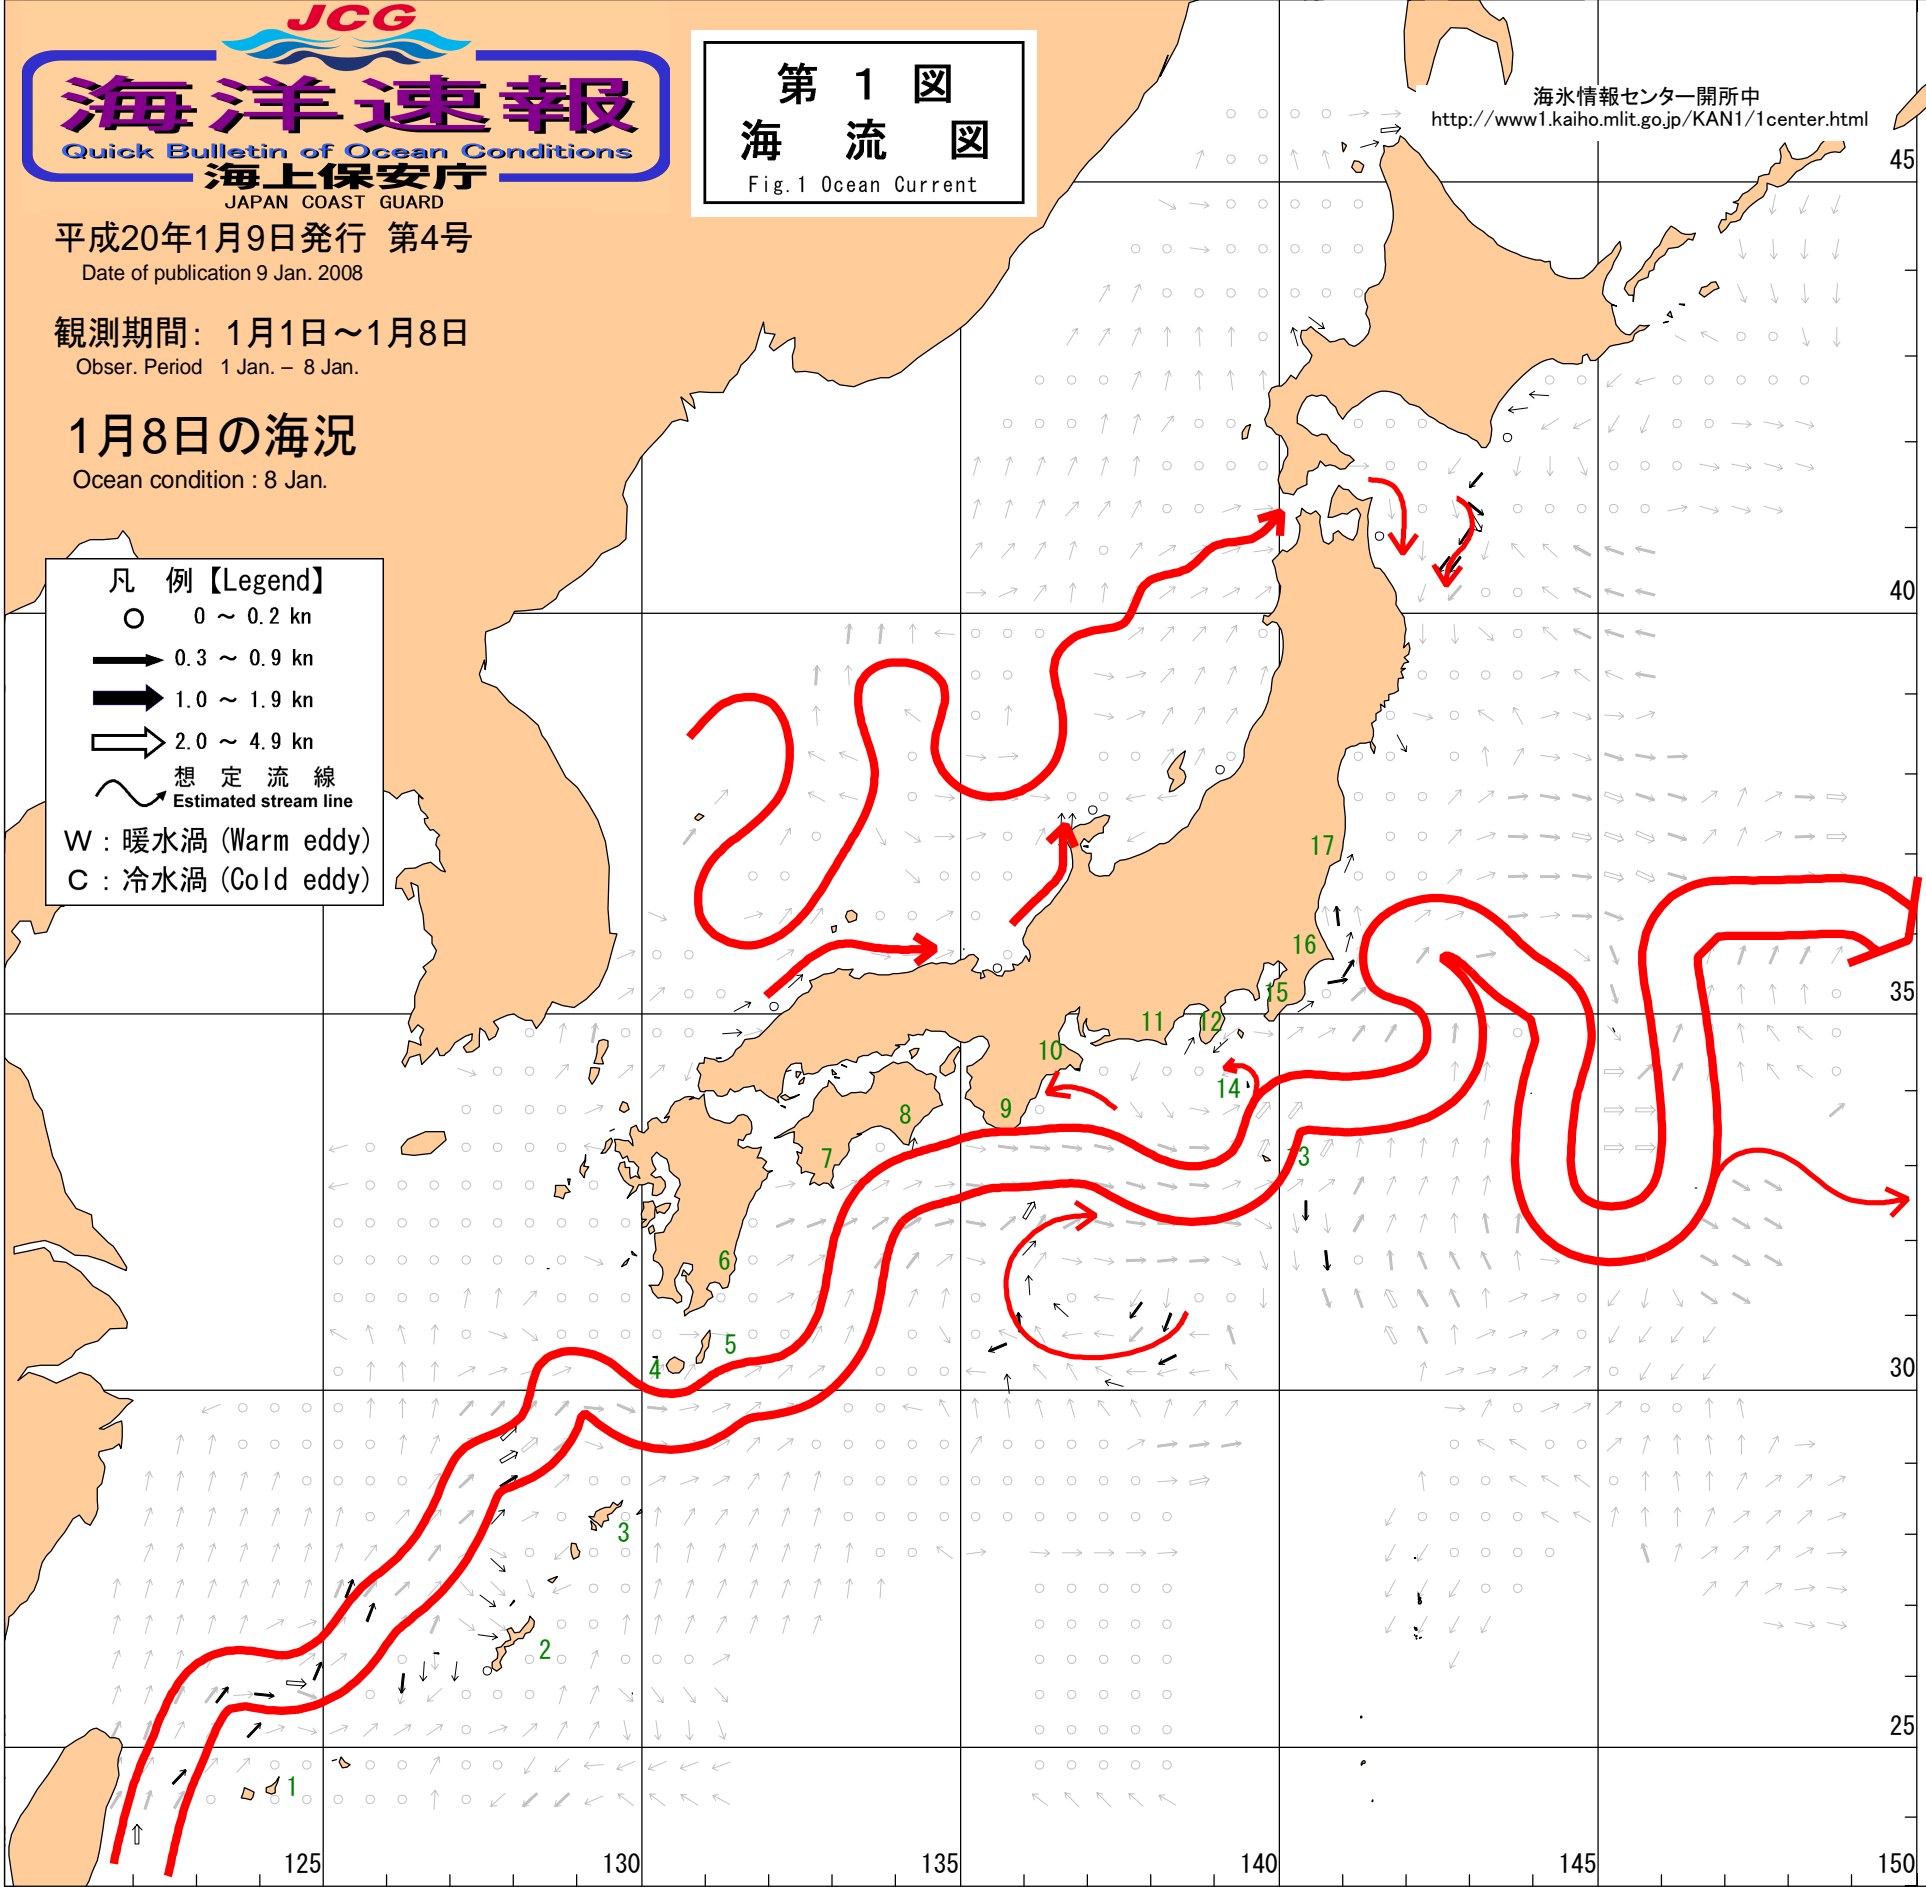 JCG
海洋速報
Quick Bulletin of Ocean Conditions
海上保安庁
JAPAN COAST GUARD
平成20年1月9日発行 第4号
Date of publication 9 Jan. 2008
観測期間: 1月1日～1月8日
Obser. Period 1 Jan. – 8 Jan.
1月8日の海況
Ocean condition : 8 Jan.
第 1 図
海 流 図
Fig.1 Ocean Current
海氷情報センター開所中
http://www1.kaiho.mlit.go.jp/KAN1/1center.html
凡 例【Legend】
0 ～ 0.2 kn
0.3 ～ 0.9 kn
1.0 ～ 1.9 kn
2.0 ～ 4.9 kn
想 定 流 線
Estimated stream line
W : 暖水渦 (Warm eddy)
C : 冷水渦 (Cold eddy)
45
40
35
30
25
17
16
15
12
11
10
14
9
8
7
13
6
5
4
3
2
1
125
130
135
140
145
150